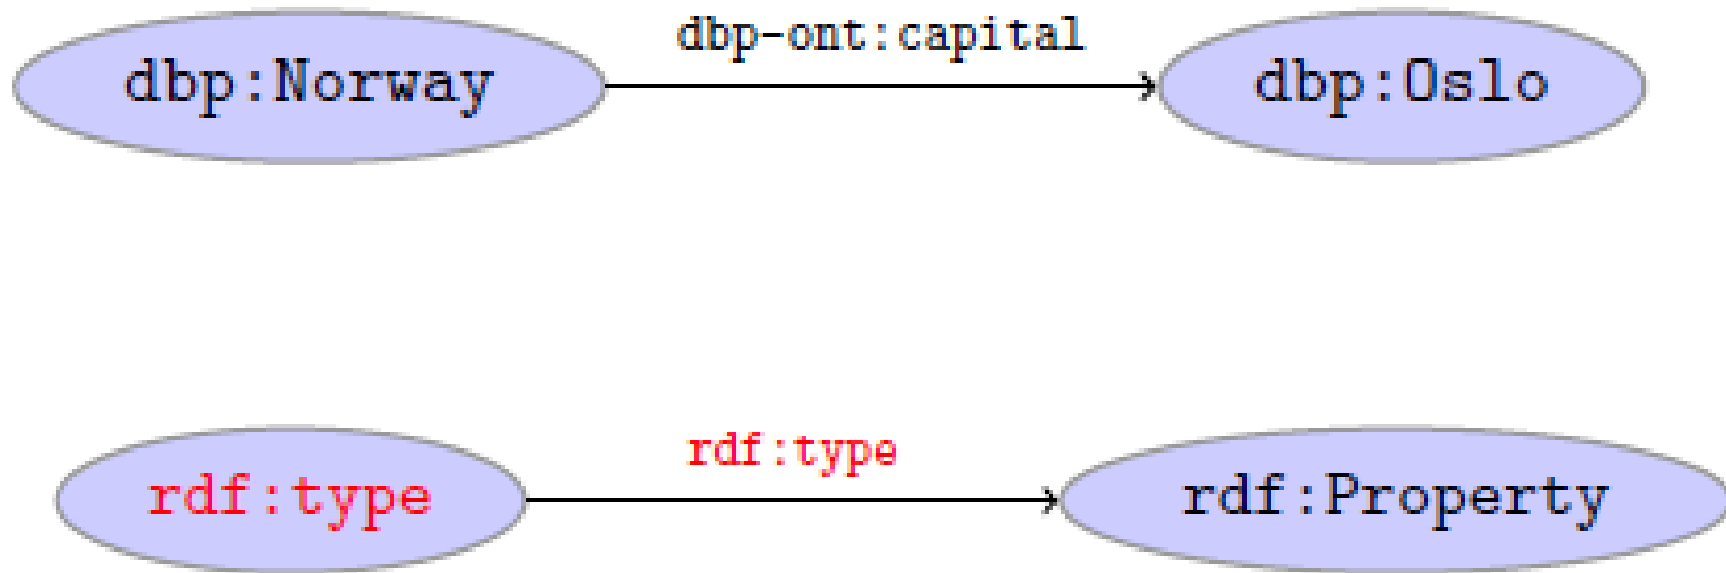 dbp-ont:capital
dbp:Norway
dbp:Oslo
rdf:type
rdf:type
rdf:Property